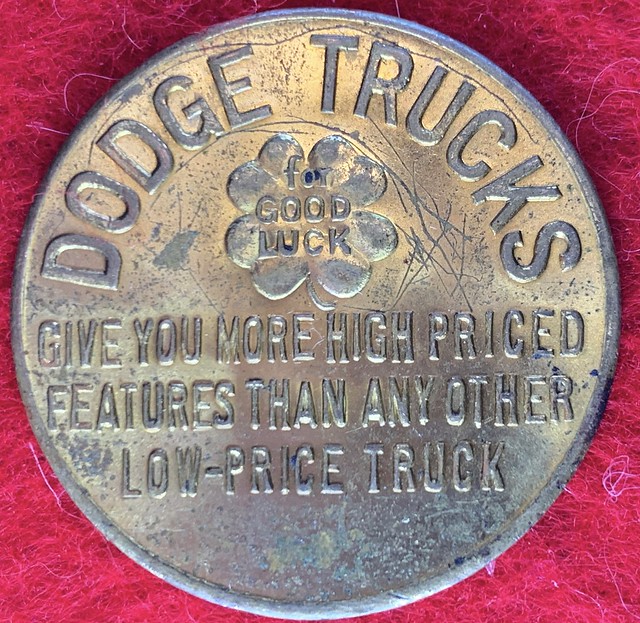 DODGE TRUCKS
for
GOOD
LUCK
GIVE YOU MORE HIGH PRICED
FEATURES THAN ANY OTHER
LOW-PRICE TRUCK